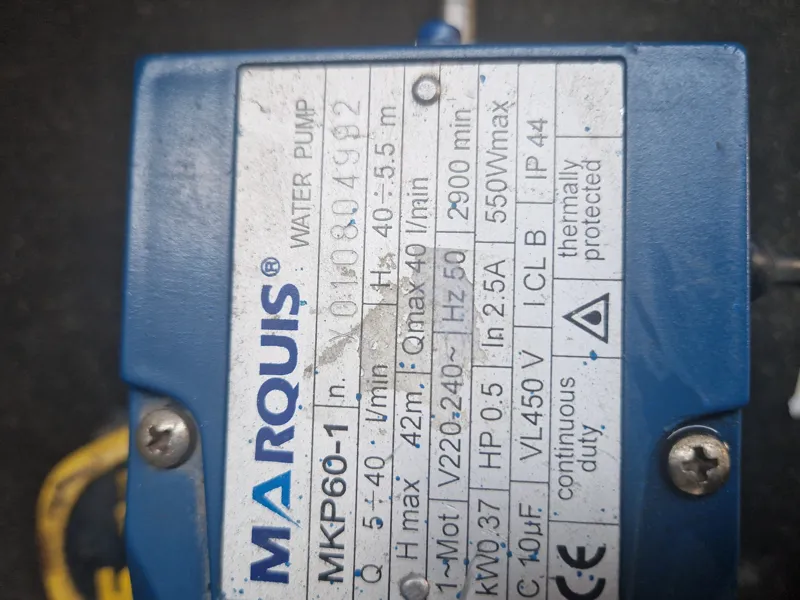 MARQUIS®
WATER PUMP
MKP60-1 n. X010804992
Q 5÷40 l/min H 40÷5.5 m
H max 42m Qmax 40 l/min
1~Mot V220-240~ Hz 50 2900 min
kW0.37 HP 0.5 In 2.5A 550Wmax
C 10µF VL450 V I.CL B IP 44
CE continuous duty thermally protected